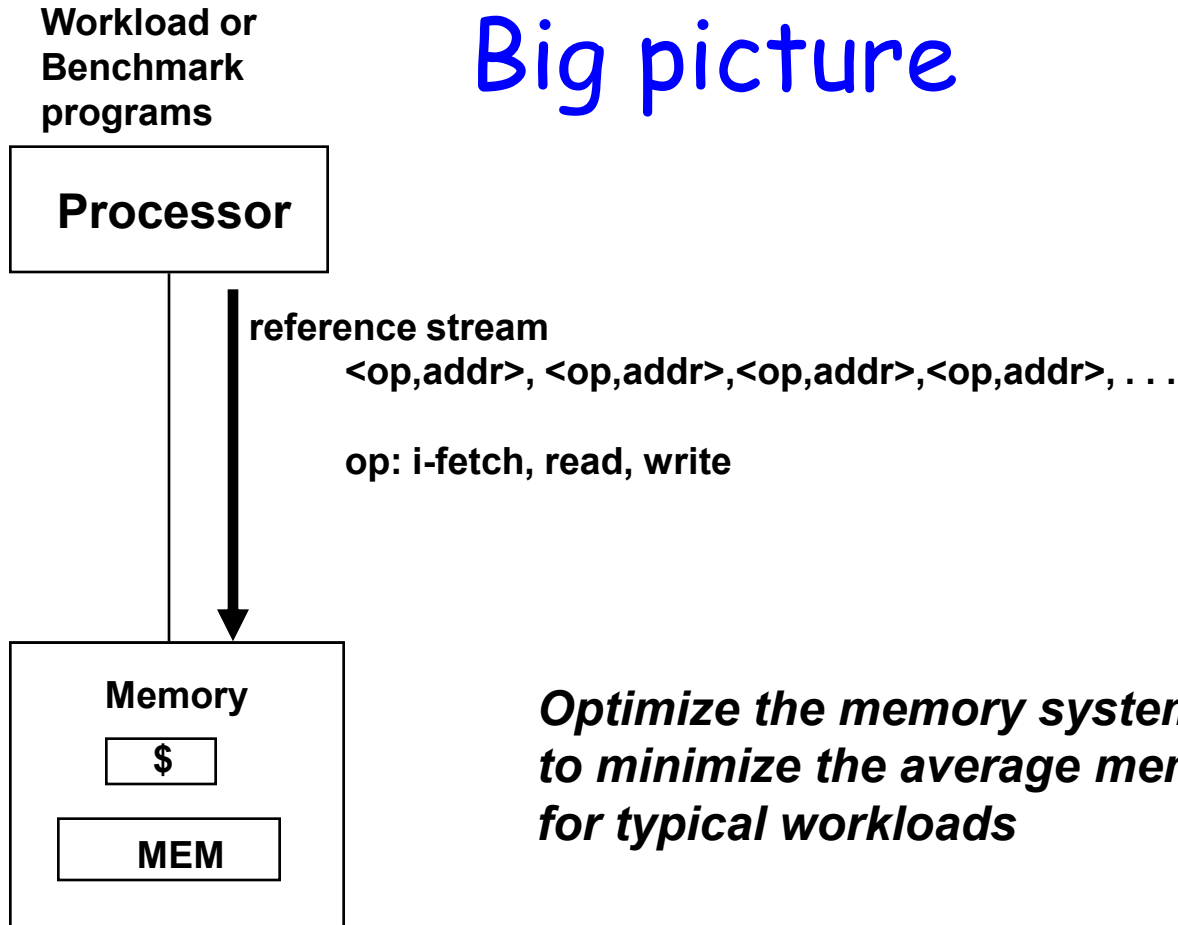 Workload or
Benchmark
programs
Big picture
Processor
reference stream
<op,addr>, <op,addr>,<op,addr>,<op,addr>, . . .
op: i-fetch, read, write
Memory
$
MEM
Optimize the memory
to minimize the average
for typical workloads